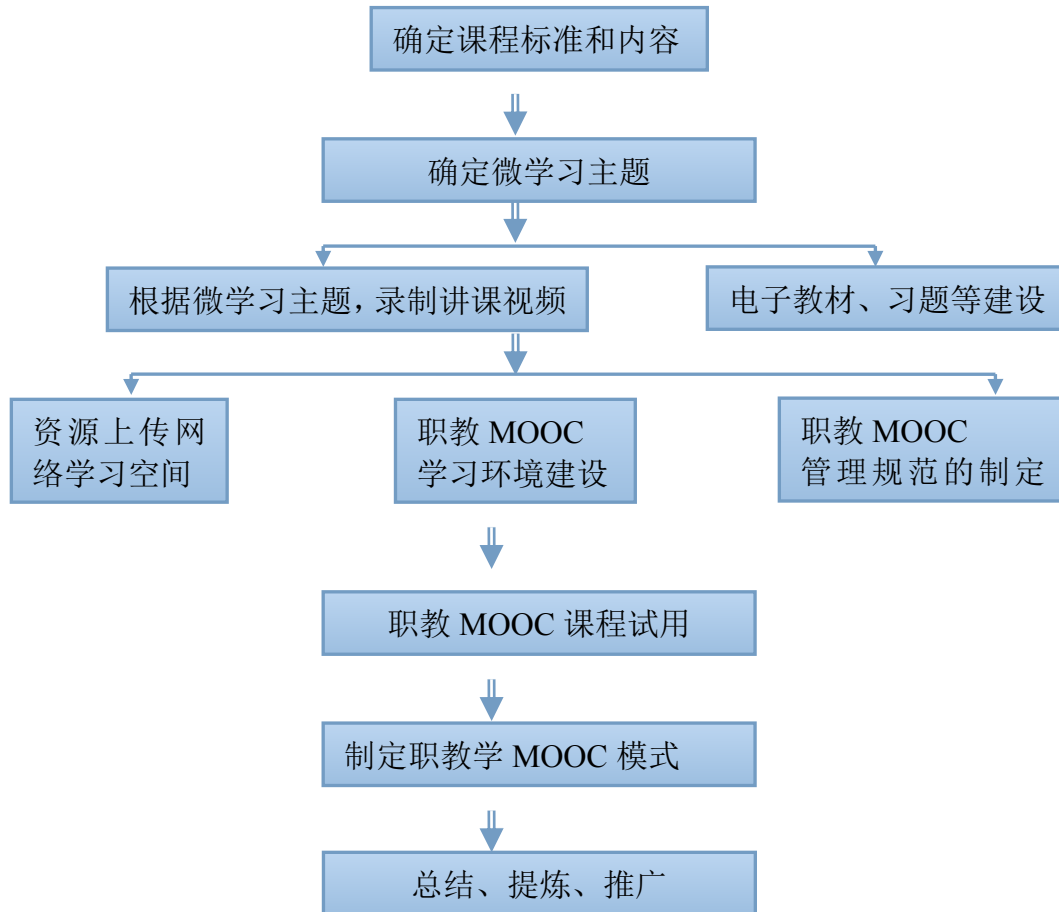 确定课程标准和内容
确定微学习主题
根据微学习主题，录制讲课视频
电子教材、习题等建设
资源上传网
络学习空间
职教 MOOC
学习环境建设
职教 MOOC
管理规范的制定
职教 MOOC 课程试用
制定职教学 MOOC 模式
总结、提炼、推广